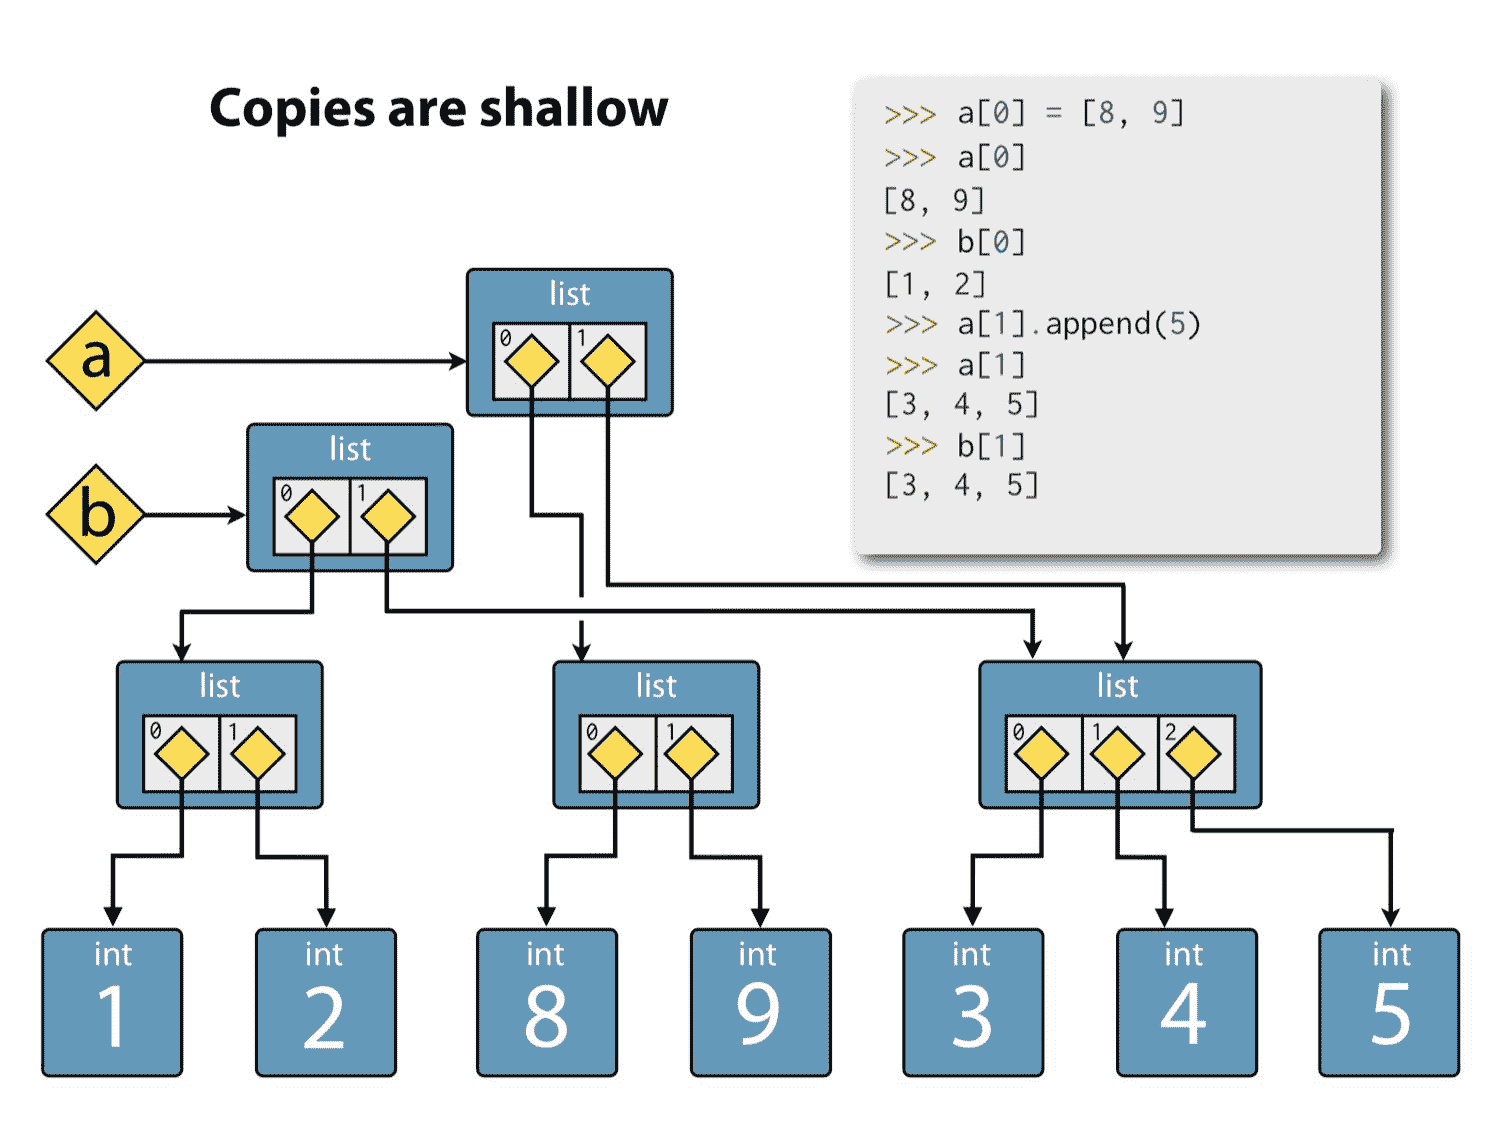 Copies are shallow
>>> a[0] = [8, 9]
>>> a[0]
[8, 9]
>>> b[0]
[1, 2]
>>> a[1].append(5)
>>> a[1]
[3, 4, 5]
>>> b[1]
[3, 4, 5]
list
0 1
a
list
0 1
b
list list list
0 1 0 1 0 1 2
int int int int int int int
1 2 8 9 3 4 5